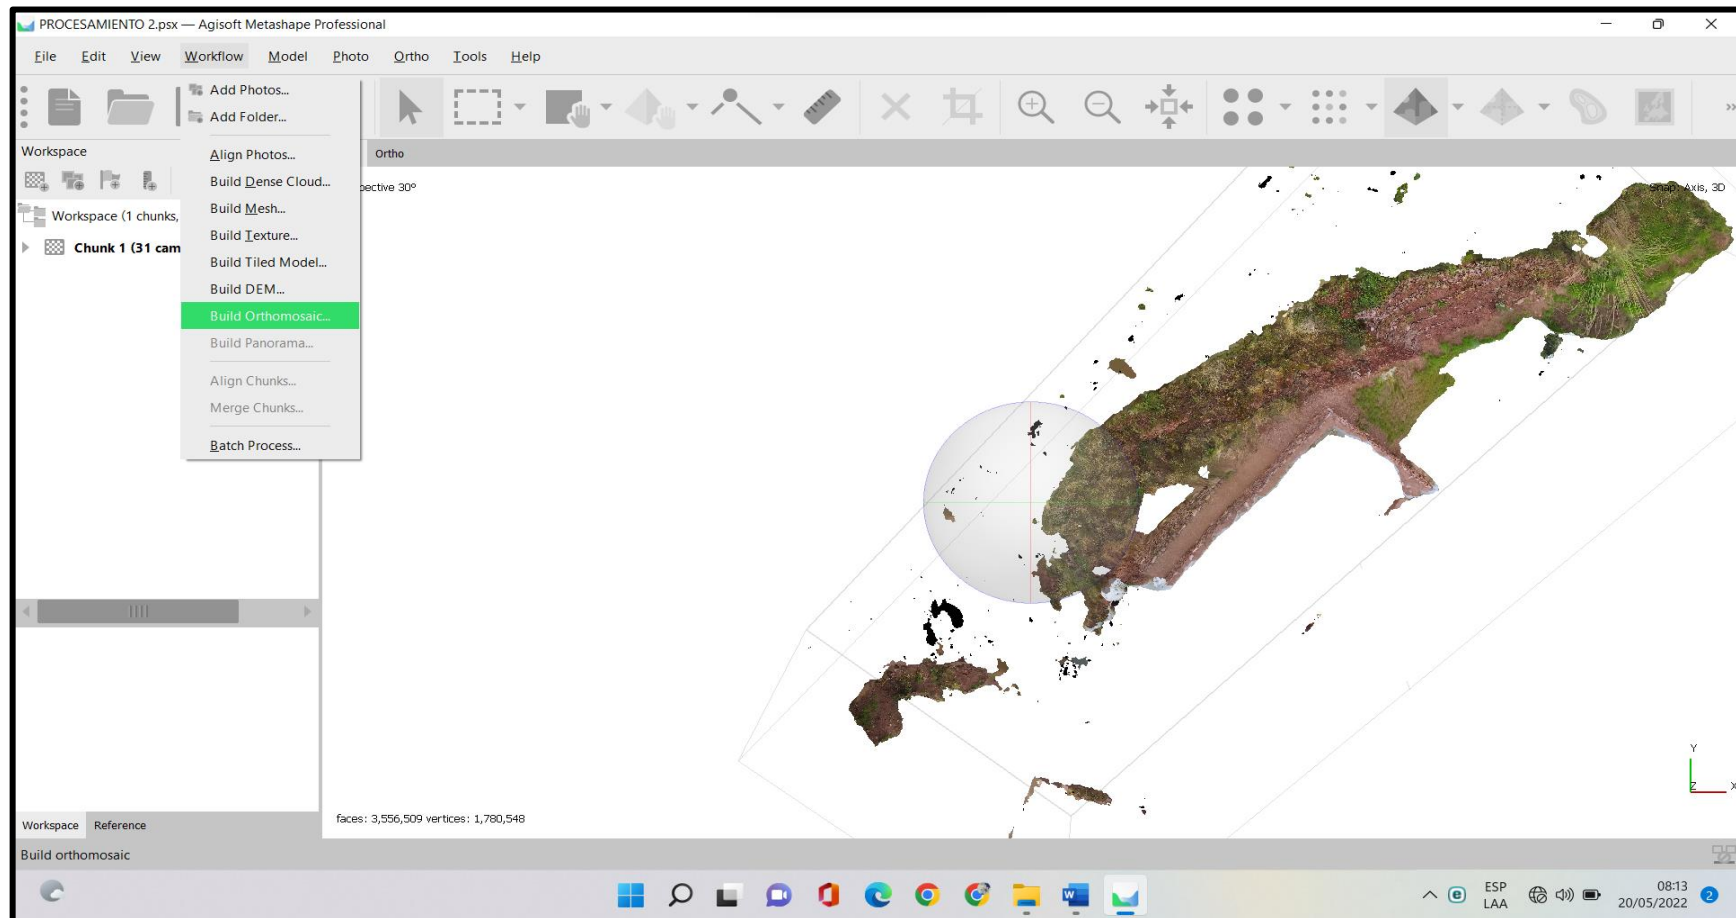 PROCESAMIENTO 2.psx — Agisoft Metashape Professional
File Edit View Workflow Model Photo Ortho Tools Help
Add Photos...
Add Folder...
Workspace
Ortho
Align Photos...
Build Dense Cloud...
pective 30°
Snap: Axis, 3D
Build Mesh...
Workspace (1 chunks,
Build Texture...
Chunk 1 (31 cam
Build Tiled Model...
Build DEM...
Build Orthomosaic...
Build Panorama...
Align Chunks...
Merge Chunks...
Batch Process...
Y
Z X
faces: 3,556,509 vertices: 1,780,548
Workspace Reference
Build orthomosaic
ESP
LAA
08:13
20/05/2022
2